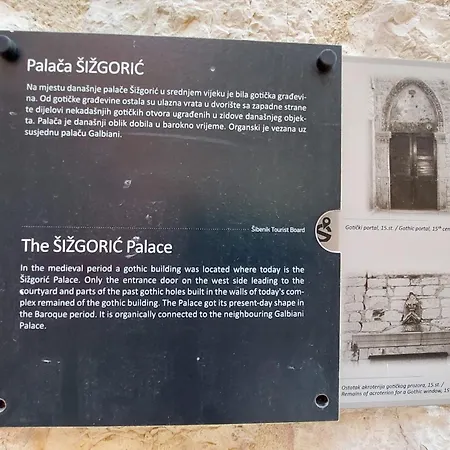 Palača ŠIŽGORIĆ
Na mjestu današnje palače Šižgorić u srednjem vijeku je bila gotička građevi-
na. Od gotičke građevine ostala su ulazna vrata u dvorište sa zapadne strane
te dijelovi nekadašnjih gotičkih otvora ugrađenih u zidove današnjeg objek-
ta. Palača je današnji oblik dobila u barokno vrijeme. Organski je vezana uz
susjednu palaču Galbiani.
Šibenik Tourist Board
The ŠIŽGORIĆ Palace
In the medieval period a gothic building was located where today is the
Šižgorić Palace. Only the entrance door on the west side leading to the
courtyard and parts of the past gothic holes built in the walls of today's com-
plex remained of the gothic building. The Palace got its present-day shape in
the Baroque period. It is organically connected to the neighbouring Galbiani
Palace.
Gotički portal, 15.st. / Gothic portal, 15th cen
Ostatak akroterija gotičkog prozora, 15.st. /
Remains of acroterion for a Gothic window, 15